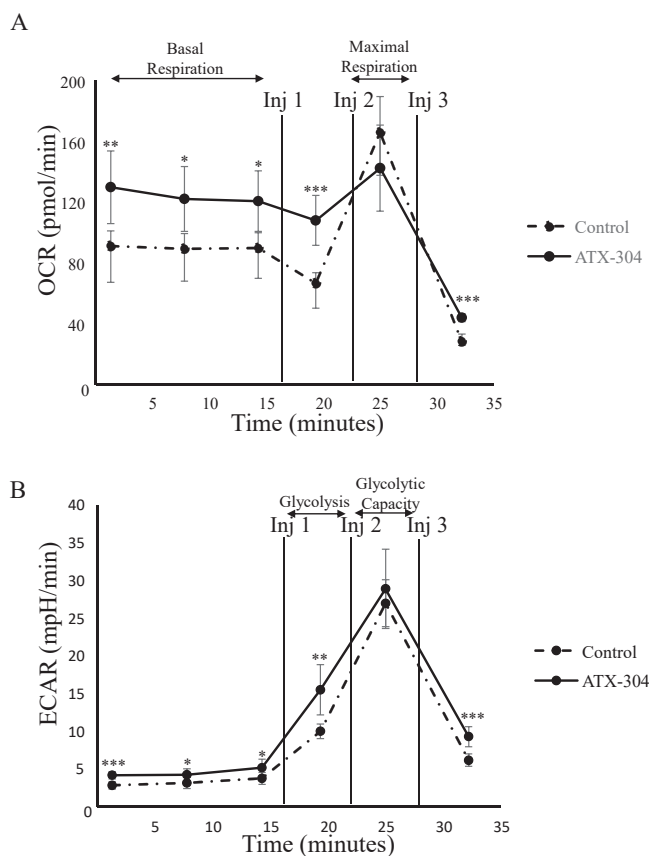 A
Basal
Respiration
Maximal
Respiration
200
Inj 1
Inj 2
Inj 3
160
**
*
*
***
120
OCR (pmol/min)
Control
ATX-304
80
***
40
0
5
10
15
20
25
30
35
Time (minutes)
B
Glycolysis
Glycolytic
Capacity
40
Inj 1
Inj 2
Inj 3
35
30
25
ECAR (mpH/min)
20
Control
ATX-304
**
15
***
10
***
*
*
5
0
5
10
15
20
25
30
35
Time (minutes)